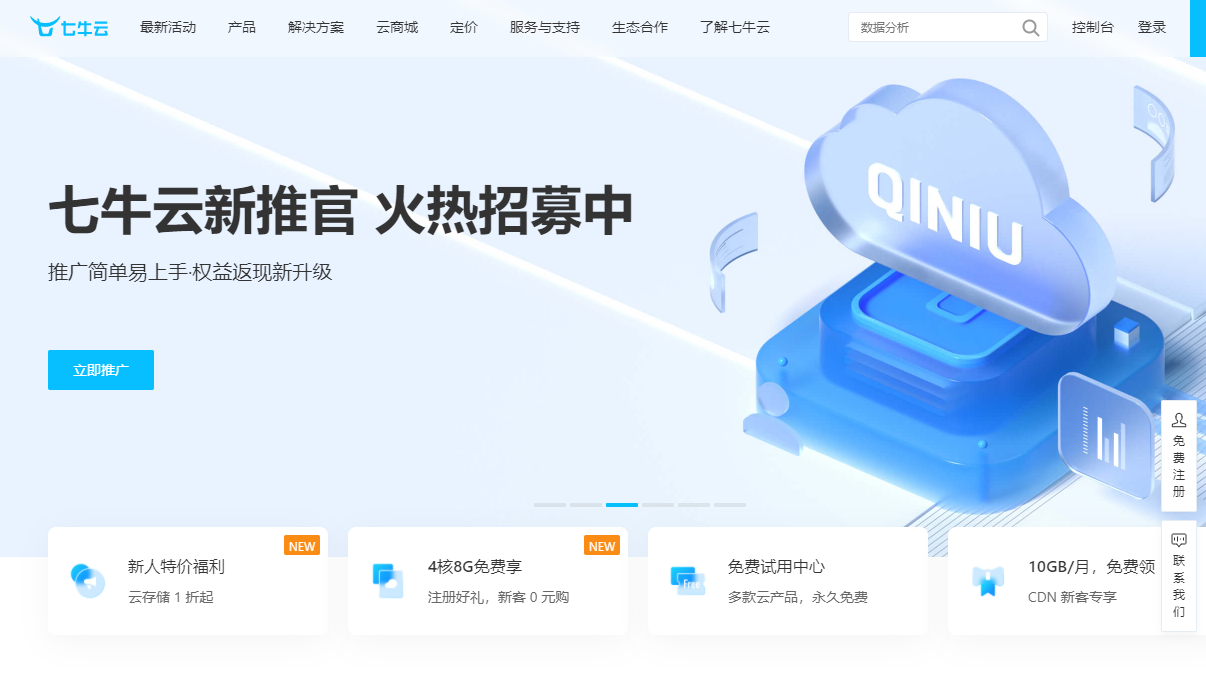 七牛云
最新活动
产品
解决方案
云商城
定价
服务与支持
生态合作
了解七牛云
数据分析
控制台
登录
QINIU
七牛云新推官 火热招募中
推广简单易上手·权益返现新升级
立即推广
免费注册
联系我们
NEW
新人特价福利
云存储 1 折起
NEW
4核8G免费享
注册好礼，新客 0 元购
Free
免费试用中心
多款云产品，永久免费
10GB/月，免费领
CDN 新客专享